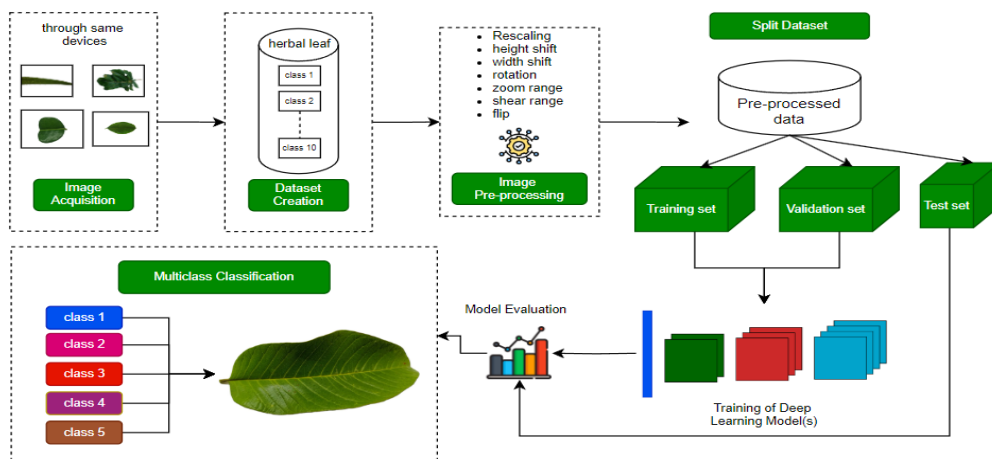 through same
devices
Image
Acquisition
herbal leaf
class 1
class 2
class 10
Dataset
Creation
Rescaling
height shift
width shift
rotation
zoom range
shear range
flip
Image
Pre-processing
Split Dataset
Pre-processed
data
Training set
Validation set
Test set
Training of Deep
Learning Model(s)
Model Evaluation
Multiclass Classification
class 1
class 2
class 3
class 4
class 5